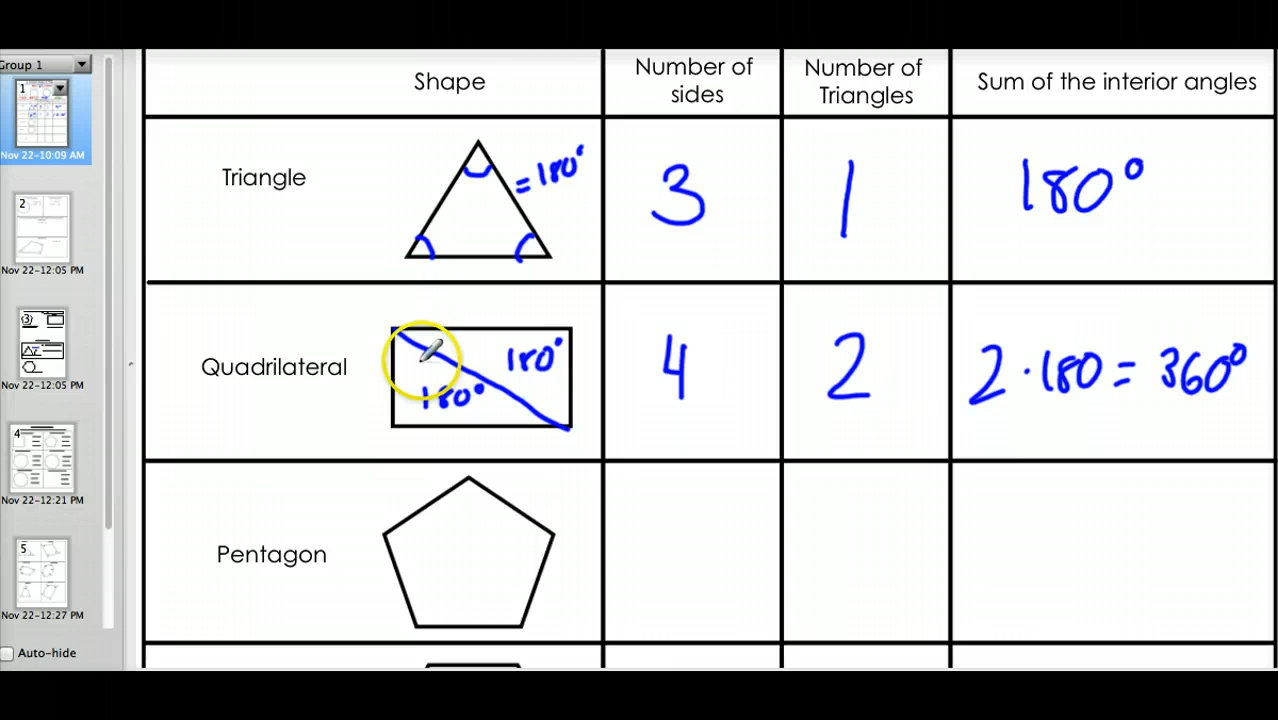 Group 1
1
Nov 22-10:09 AM
2
Nov 22-12:05 PM
3
Nov 22-12:05 PM
4
Nov 22-12:21 PM
5
Nov 22-12:27 PM
Auto-hide
Shape
Number of sides
Number of Triangles
Sum of the interior angles
Triangle
= 180°
3
1
180°
Quadrilateral
180°
180°
4
2
2 · 180 = 360°
Pentagon